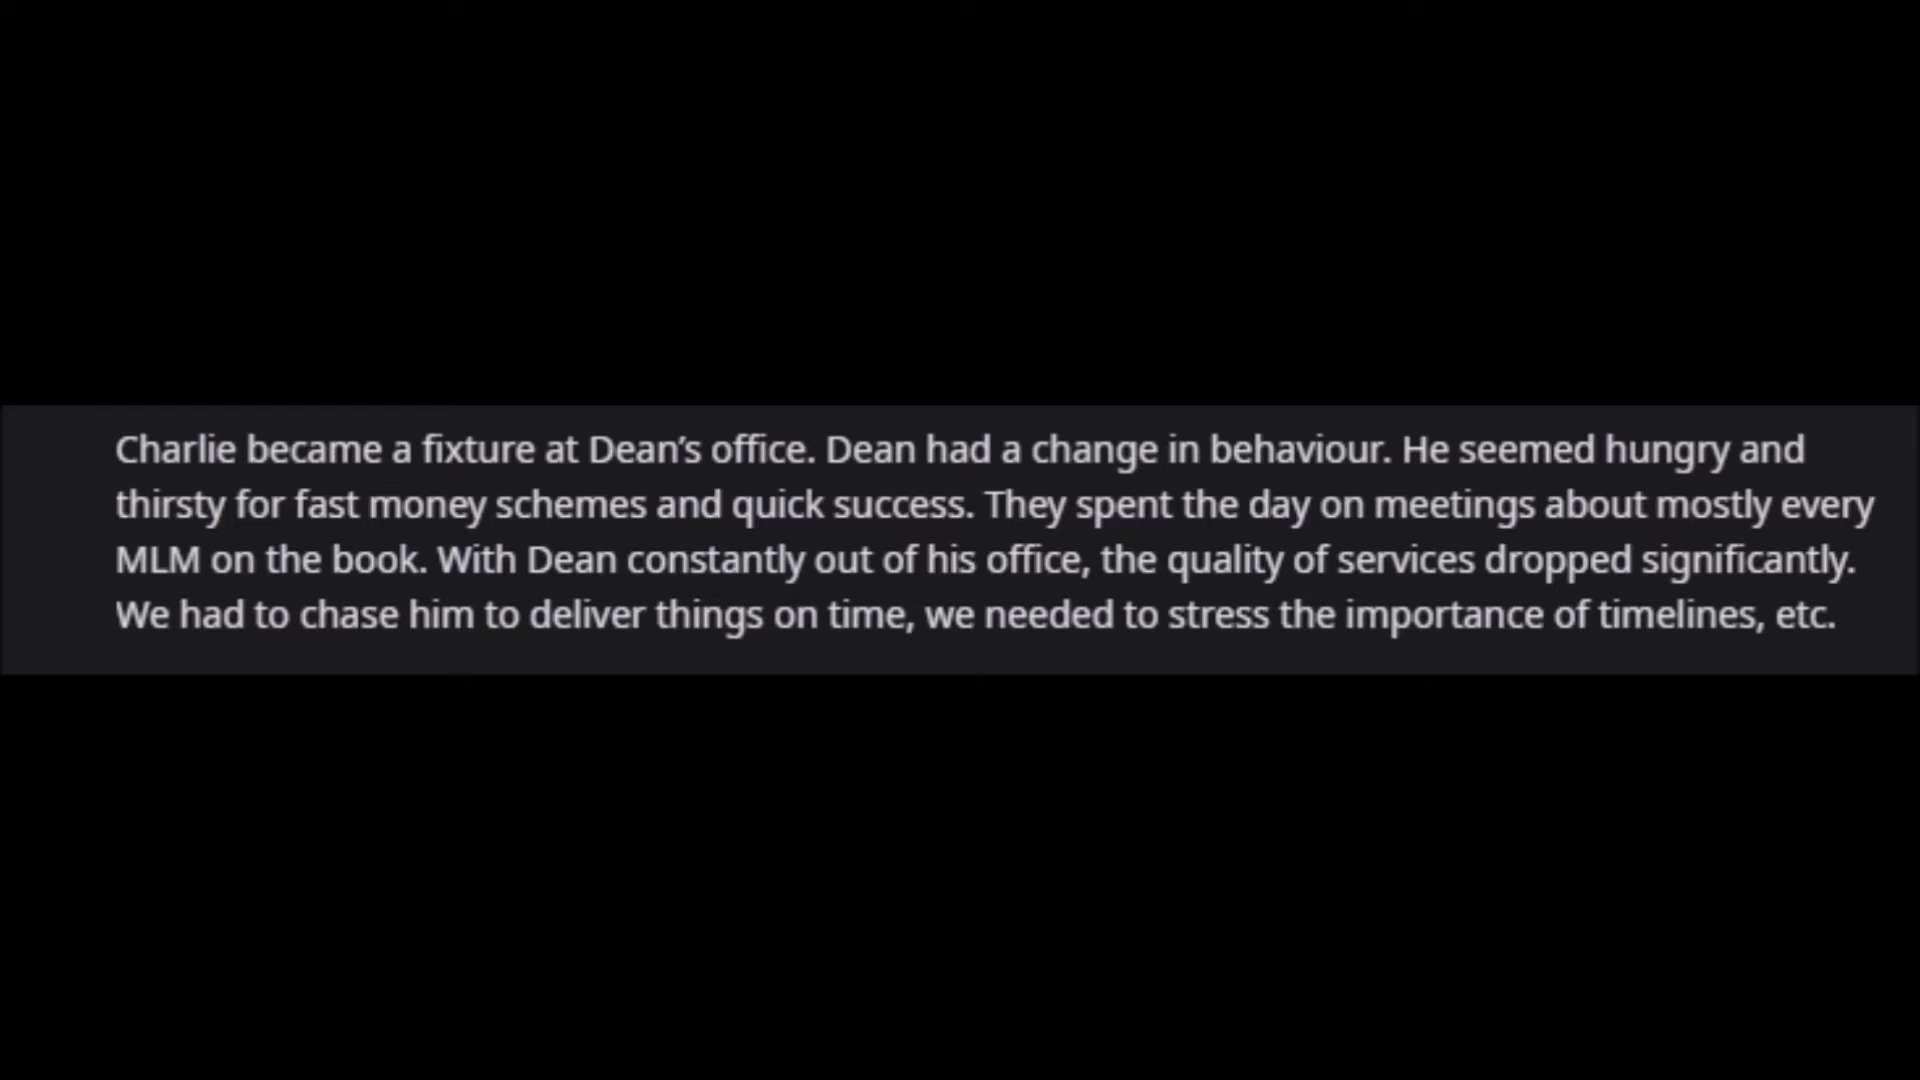 Charlie became a fixture at Dean’s office. Dean had a change in behaviour. He seemed hungry and
thirsty for fast money schemes and quick success. They spent the day on meetings about mostly every
MLM on the book. With Dean constantly out of his office, the quality of services dropped significantly.
We had to chase him to deliver things on time, we needed to stress the importance of timelines, etc.